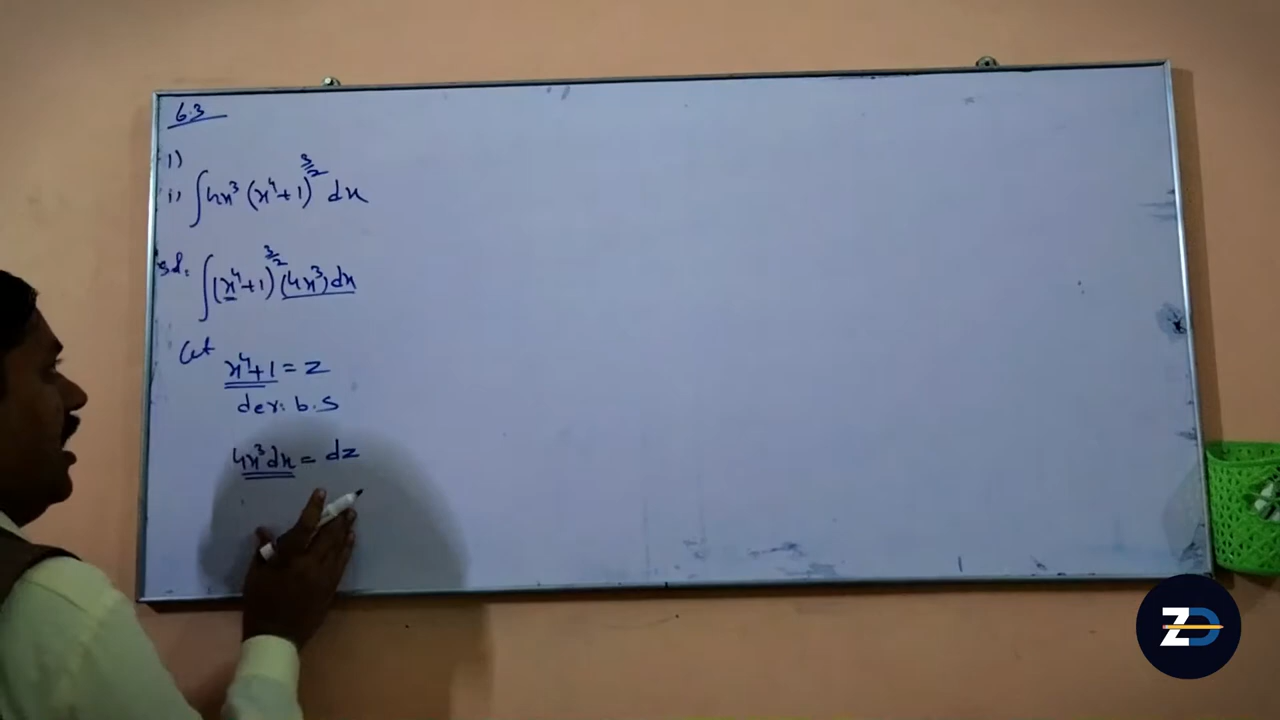 6.3
1)
i) ∫4x³ (x⁴+1)^(3/2) dx
Sol: ∫(x⁴+1)^(3/2) (4x³)dx
Let
x⁴+1 = z
der: b.s
4x³dx = dz
ZD